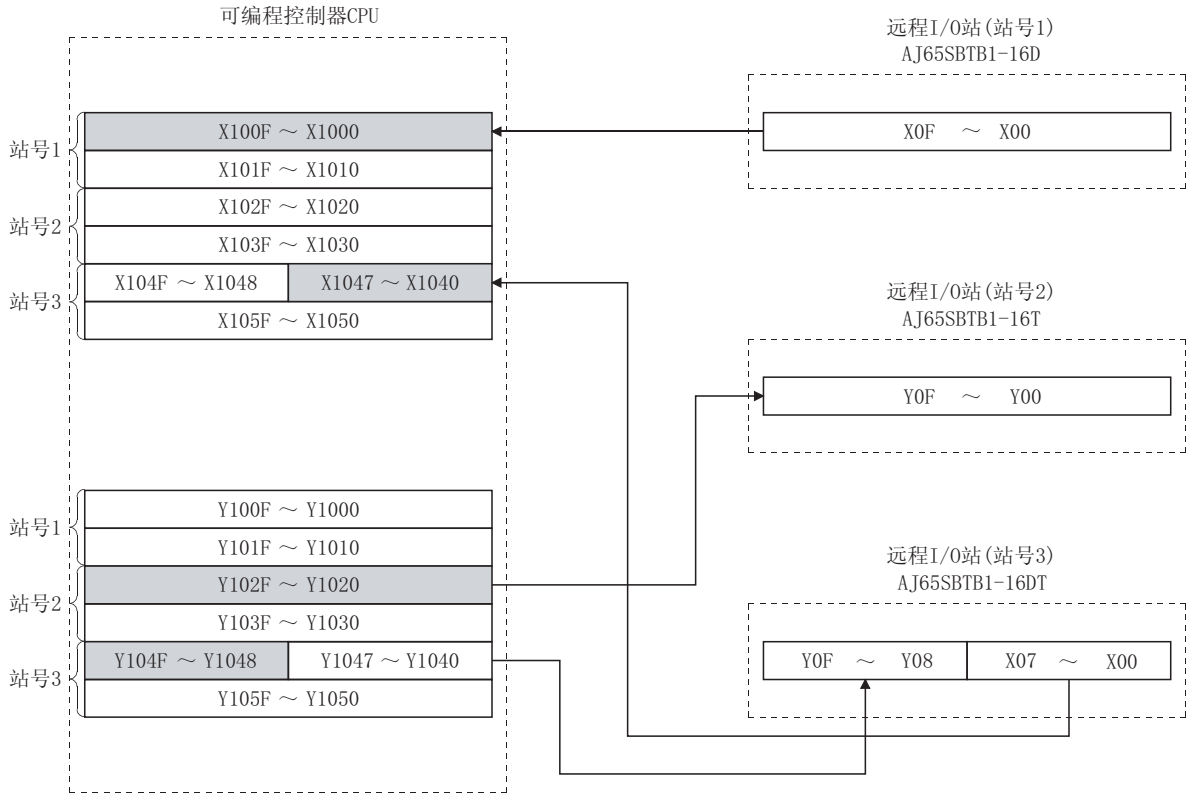 可编程控制器CPU
站号1
X100F ～ X1000
X101F ～ X1010
站号2
X102F ～ X1020
X103F ～ X1030
站号3
X104F ～ X1048
X1047 ～ X1040
X105F ～ X1050
站号1
Y100F ～ Y1000
Y101F ～ Y1010
站号2
Y102F ～ Y1020
Y103F ～ Y1030
站号3
Y104F ～ Y1048
Y1047 ～ Y1040
Y105F ～ Y1050
远程I/O站(站号1)
AJ65SBTB1-16D
X0F ～ X00
远程I/O站(站号2)
AJ65SBTB1-16T
Y0F ～ Y00
远程I/O站(站号3)
AJ65SBTB1-16DT
Y0F ～ Y08
X07 ～ X00